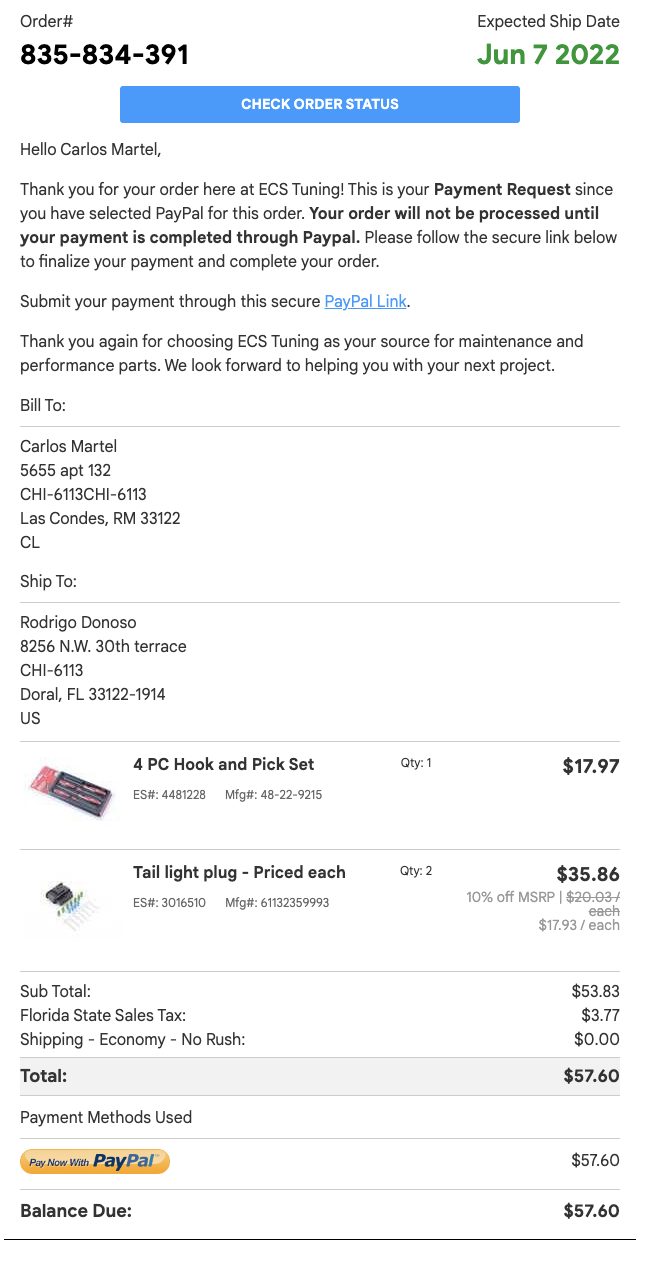 Order#
Expected Ship Date
835-834-391
Jun 7 2022
CHECK ORDER STATUS
Hello Carlos Martel,
Thank you for your order here at ECS Tuning! This is your Payment Request since
you have selected PayPal for this order. Your order will not be processed until
your payment is completed through Paypal. Please follow the secure link below
to finalize your payment and complete your order.
Submit your payment through this secure PayPal Link.
Thank you again for choosing ECS Tuning as your source for maintenance and
performance parts. We look forward to helping you with your next project.
Bill To:
Carlos Martel
5655 apt 132
CHI-6113CHI-6113
Las Condes, RM 33122
CL
Ship To:
Rodrigo Donoso
8256 N.W. 30th terrace
CHI-6113
Doral, FL 33122-1914
US
4 PC Hook and Pick Set Qty: 1 $17.97
ES#: 4481228 Mfg#: 48-22-9215
Tail light plug - Priced each Qty: 2 $35.86
ES#: 3016510 Mfg#: 61132359993
10% off MSRP | $20.03 /
each
$17.93 / each
Sub Total: $53.83
Florida State Sales Tax: $3.77
Shipping - Economy - No Rush: $0.00
Total: $57.60
Payment Methods Used
Pay Now With PayPal $57.60
Balance Due: $57.60